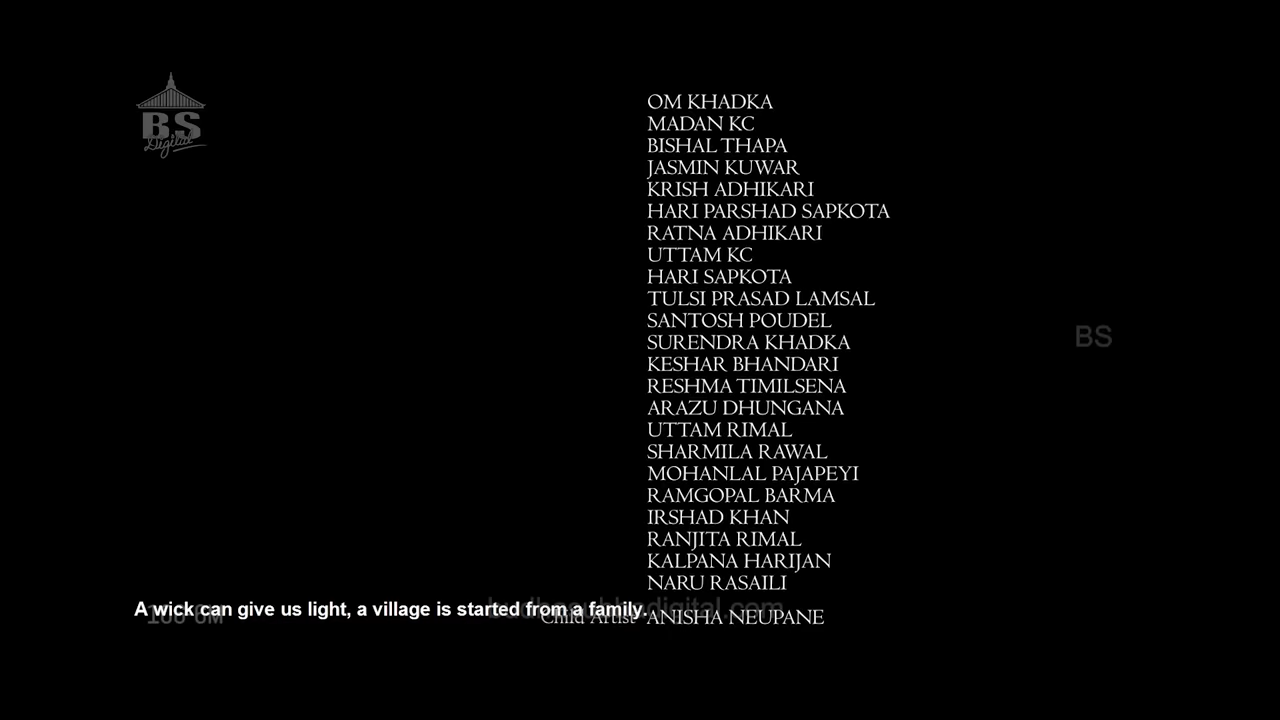 BS
Digital
OM KHADKA
MADAN KC
BISHAL THAPA
JASMIN KUWAR
KRISH ADHIKARI
HARI PARSHAD SAPKOTA
RATNA ADHIKARI
UTTAM KC
HARI SAPKOTA
TULSI PRASAD LAMSAL
SANTOSH POUDEL
SURENDRA KHADKA
BS
KESHAR BHANDARI
RESHMA TIMILSENA
ARAZU DHUNGANA
UTTAM RIMAL
SHARMILA RAWAL
MOHANLAL PAJAPEYI
RAMGOPAL BARMA
IRSHAD KHAN
RANJITA RIMAL
KALPANA HARIJAN
NARU RASAILI
A wick can give us light, a village is started from a family.
Child Artist ANISHA NEUPANE